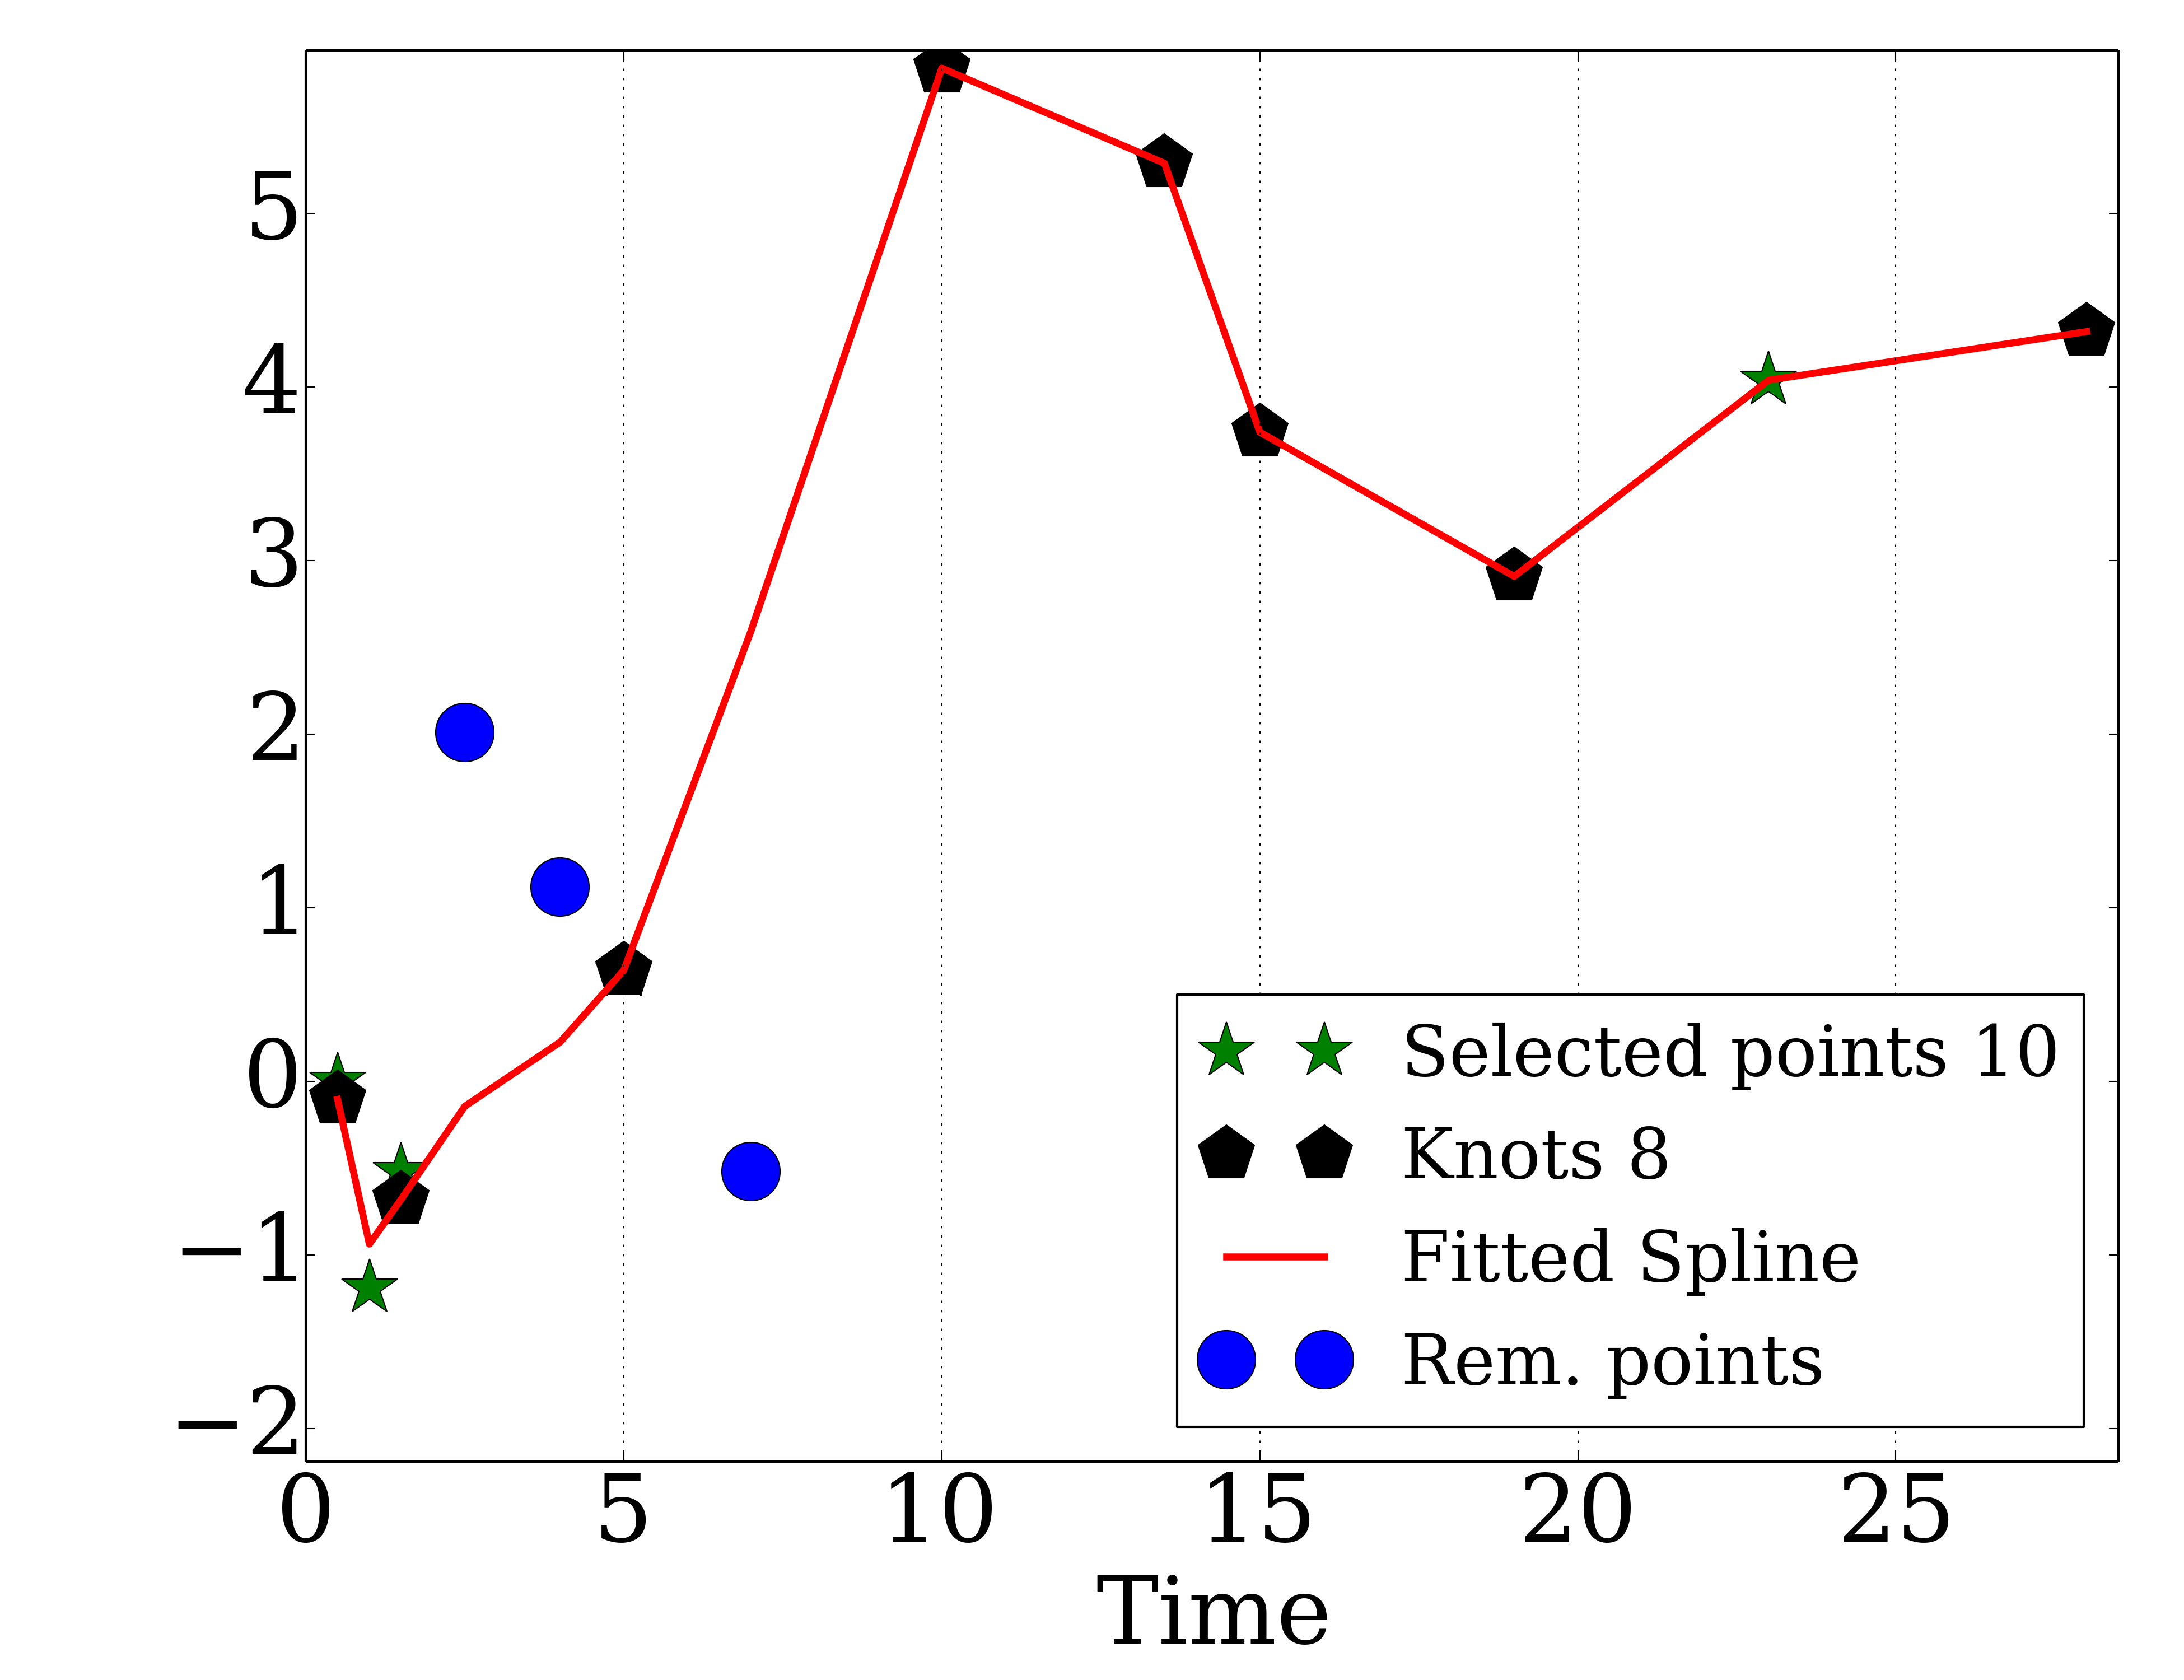 5
4
3
2
1
0
−1
−2
Selected points 10
Knots 8
Fitted Spline
Rem. points
0 5 10 15 20 25
Time